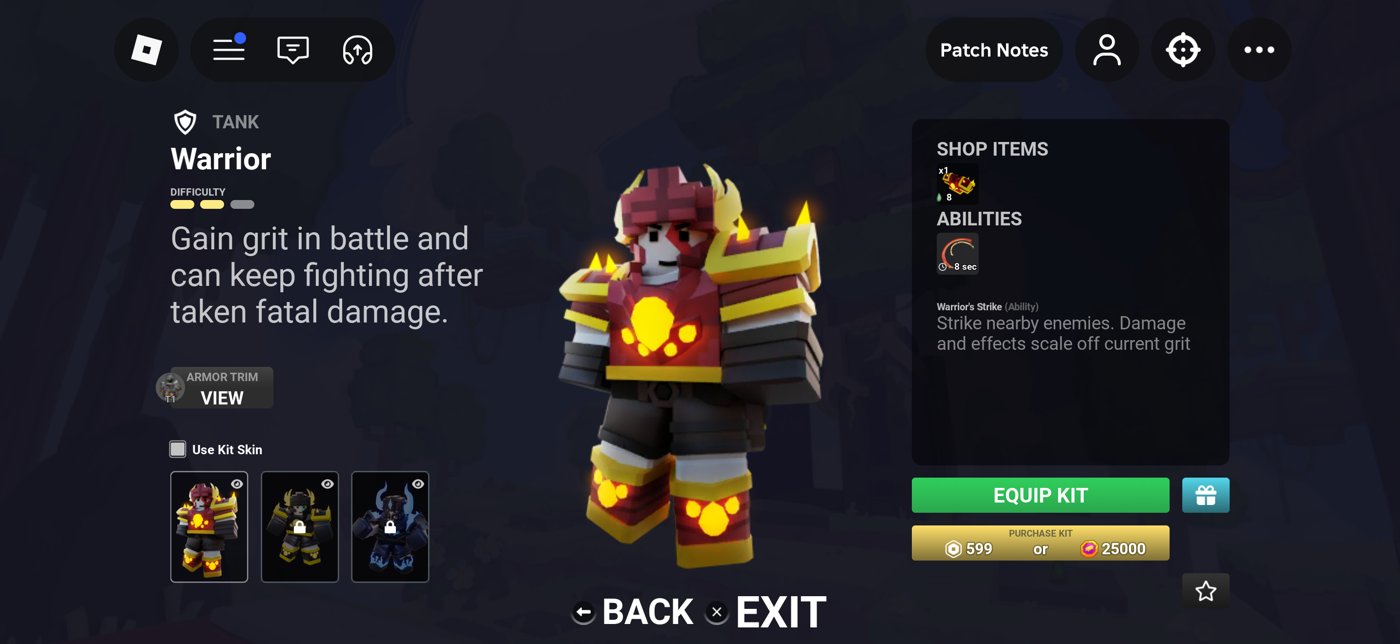 Patch Notes
TANK
Warrior
DIFFICULTY
Gain grit in battle and
can keep fighting after
taken fatal damage.
ARMOR TRIM
VIEW
Use Kit Skin
SHOP ITEMS
x1
8
ABILITIES
8 sec
Warrior's Strike (Ability)
Strike nearby enemies. Damage
and effects scale off current grit
EQUIP KIT
PURCHASE KIT
599 or 25000
BACK EXIT